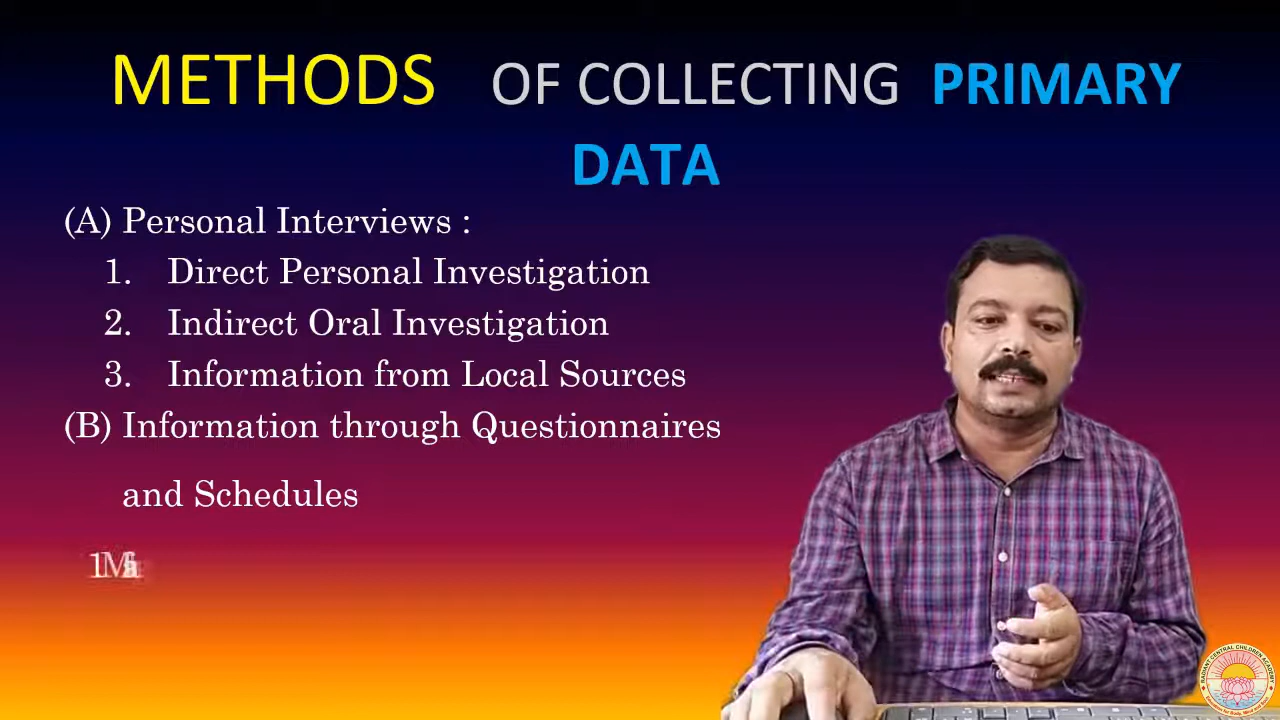 METHODS OF COLLECTING PRIMARY
DATA
(A) Personal Interviews :
1. Direct Personal Investigation
2. Indirect Oral Investigation
3. Information from Local Sources
(B) Information through Questionnaires
and Schedules